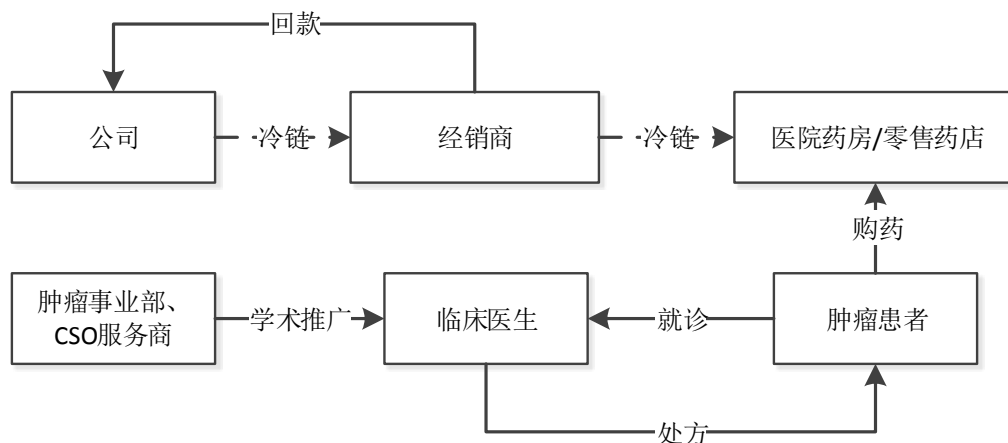 回款
公司
冷链
经销商
冷链
医院药房/零售药店
购药
肿瘤事业部、
CSO服务商
学术推广
临床医生
就诊
肿瘤患者
处方